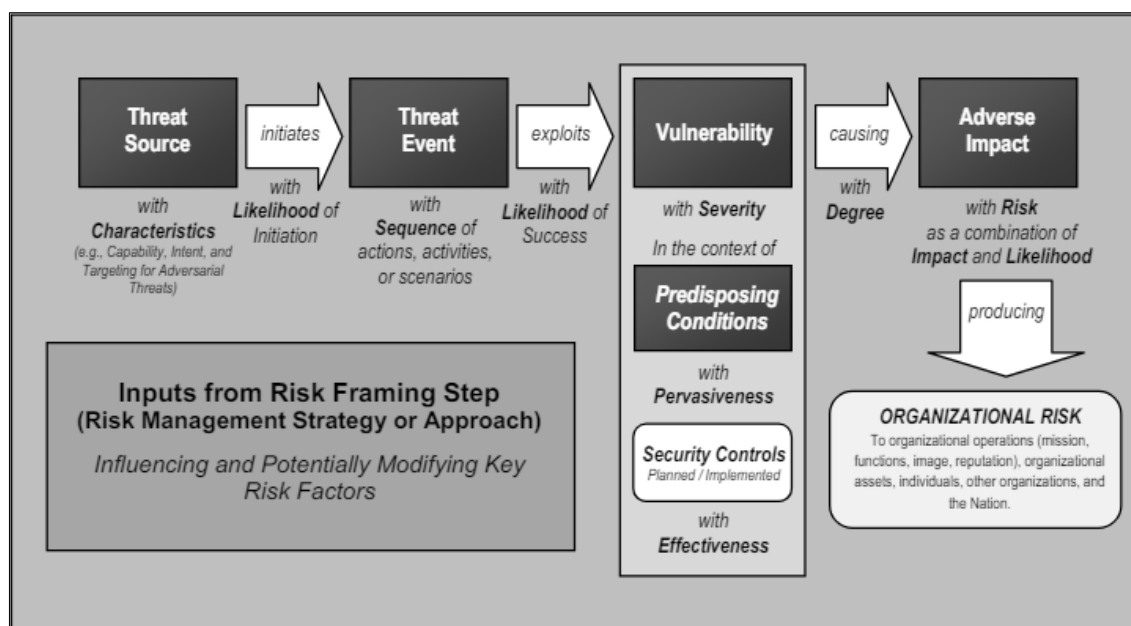 Threat
Source
initiates
Threat
Event
exploits
Vulnerability
causing
Adverse
Impact
with
Characteristics
(e.g., Capability, Intent, and
Targeting for Adversarial
Threats)
with
Likelihood of
Initiation
with
Sequence of
actions, activities,
or scenarios
with
Likelihood of
Success
with Severity
In the context of
Predisposing
Conditions
with
Pervasiveness
Security Controls
Planned / Implemented
with
Effectiveness
with
Degree
with Risk
as a combination of
Impact and Likelihood
producing
ORGANIZATIONAL RISK
To organizational operations (mission,
functions, image, reputation), organizational
assets, individuals, other organizations, and
the Nation.
Inputs from Risk Framing Step
(Risk Management Strategy or Approach)
Influencing and Potentially Modifying Key
Risk Factors